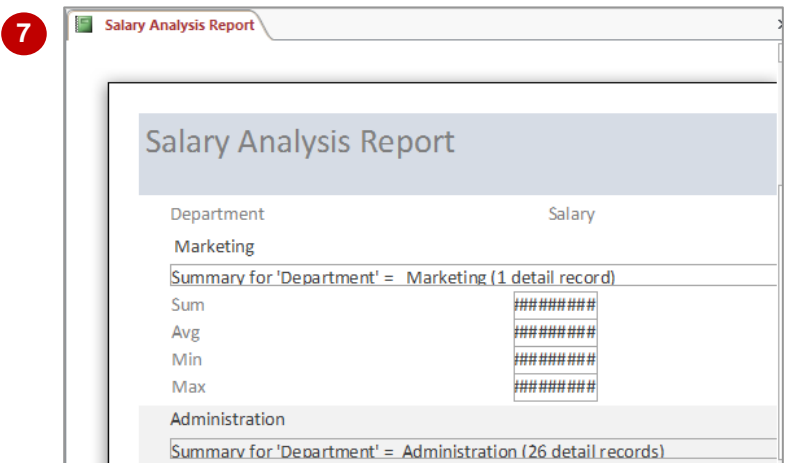 7
Salary Analysis Report
Salary Analysis Report
Department Salary
Marketing
Summary for 'Department' = Marketing (1 detail record)
Sum #########
Avg #########
Min #########
Max #########
Administration
Summary for 'Department' = Administration (26 detail records)